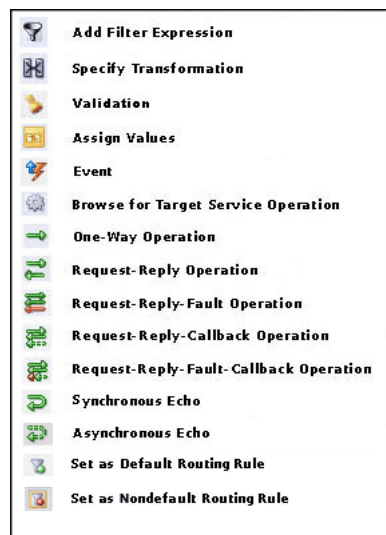 Add Filter Expression
Specify Transformation
Validation
Assign Values
Event
Browse for Target Service Operation
One-Way Operation
Request-Reply Operation
Request-Reply-Fault Operation
Request-Reply-Callback Operation
Request-Reply-Fault-Callback Operation
Synchronous Echo
Asynchronous Echo
Set as Default Routing Rule
Set as Nondefault Routing Rule